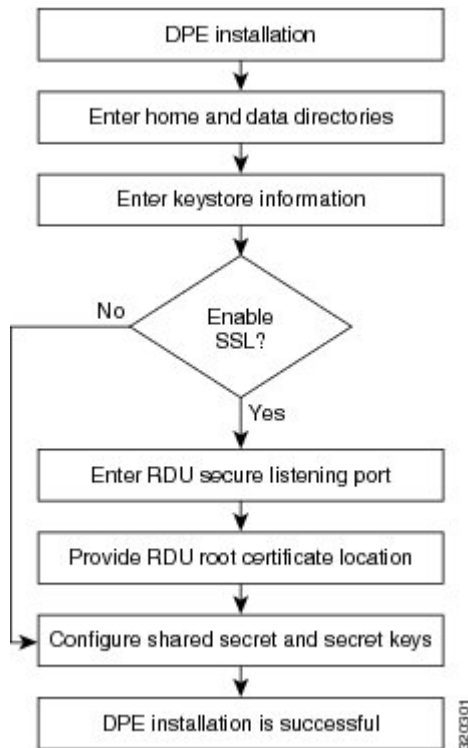 DPE installation
Enter home and data directories
Enter keystore information
Enable
SSL?
No
Yes
Enter RDU secure listening port
Provide RDU root certificate location
Configure shared secret and secret keys
DPE installation is successful
320301